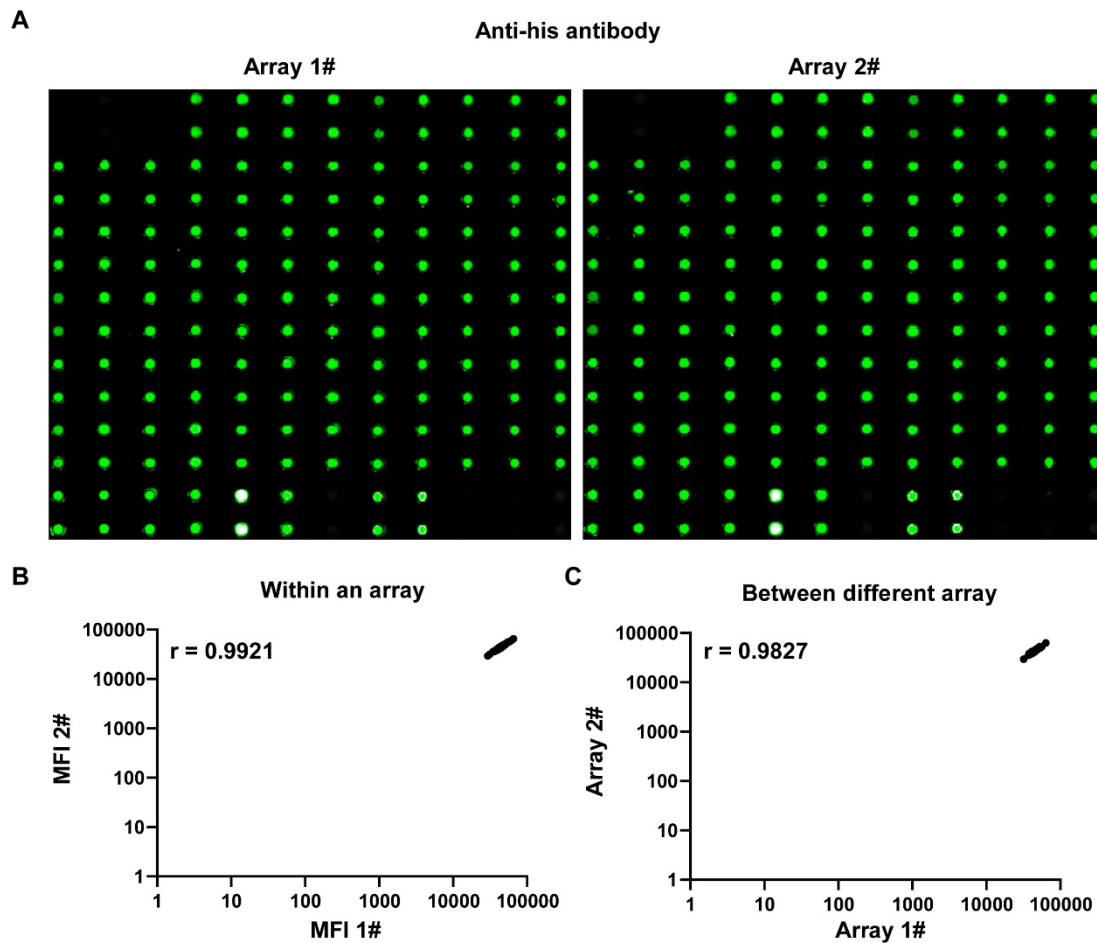 A
Anti-his antibody
Array 1#
Array 2#
B
Within an array
100000
r = 0.9921
10000
1000
100
10
1
MFI 2#
1
10
100
1000
10000
100000
MFI 1#
C
Between different array
100000
r = 0.9827
10000
1000
100
10
1
Array 2#
1
10
100
1000
10000
100000
Array 1#